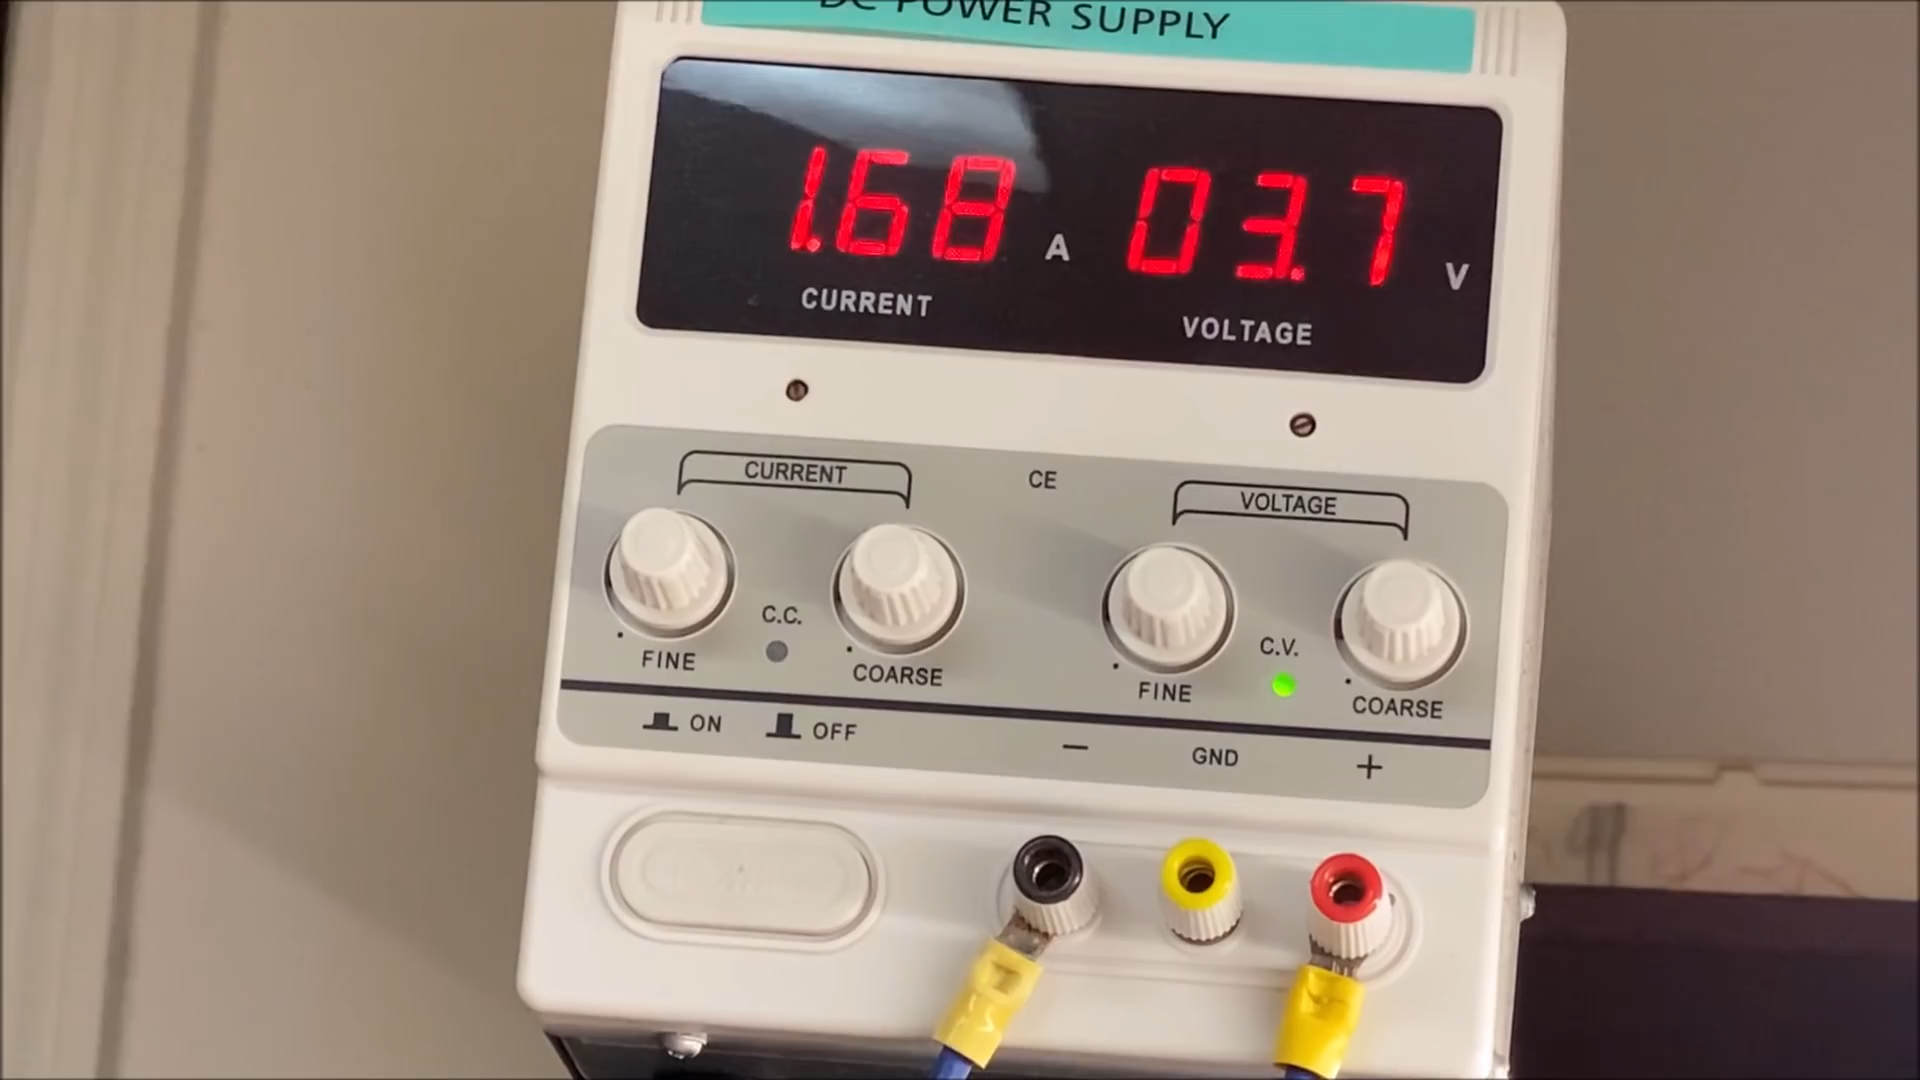 DC POWER SUPPLY
1.68 A 03.7 V
CURRENT VOLTAGE
CURRENT CE VOLTAGE
C.C. C.V.
FINE COARSE FINE COARSE
ON OFF − GND +